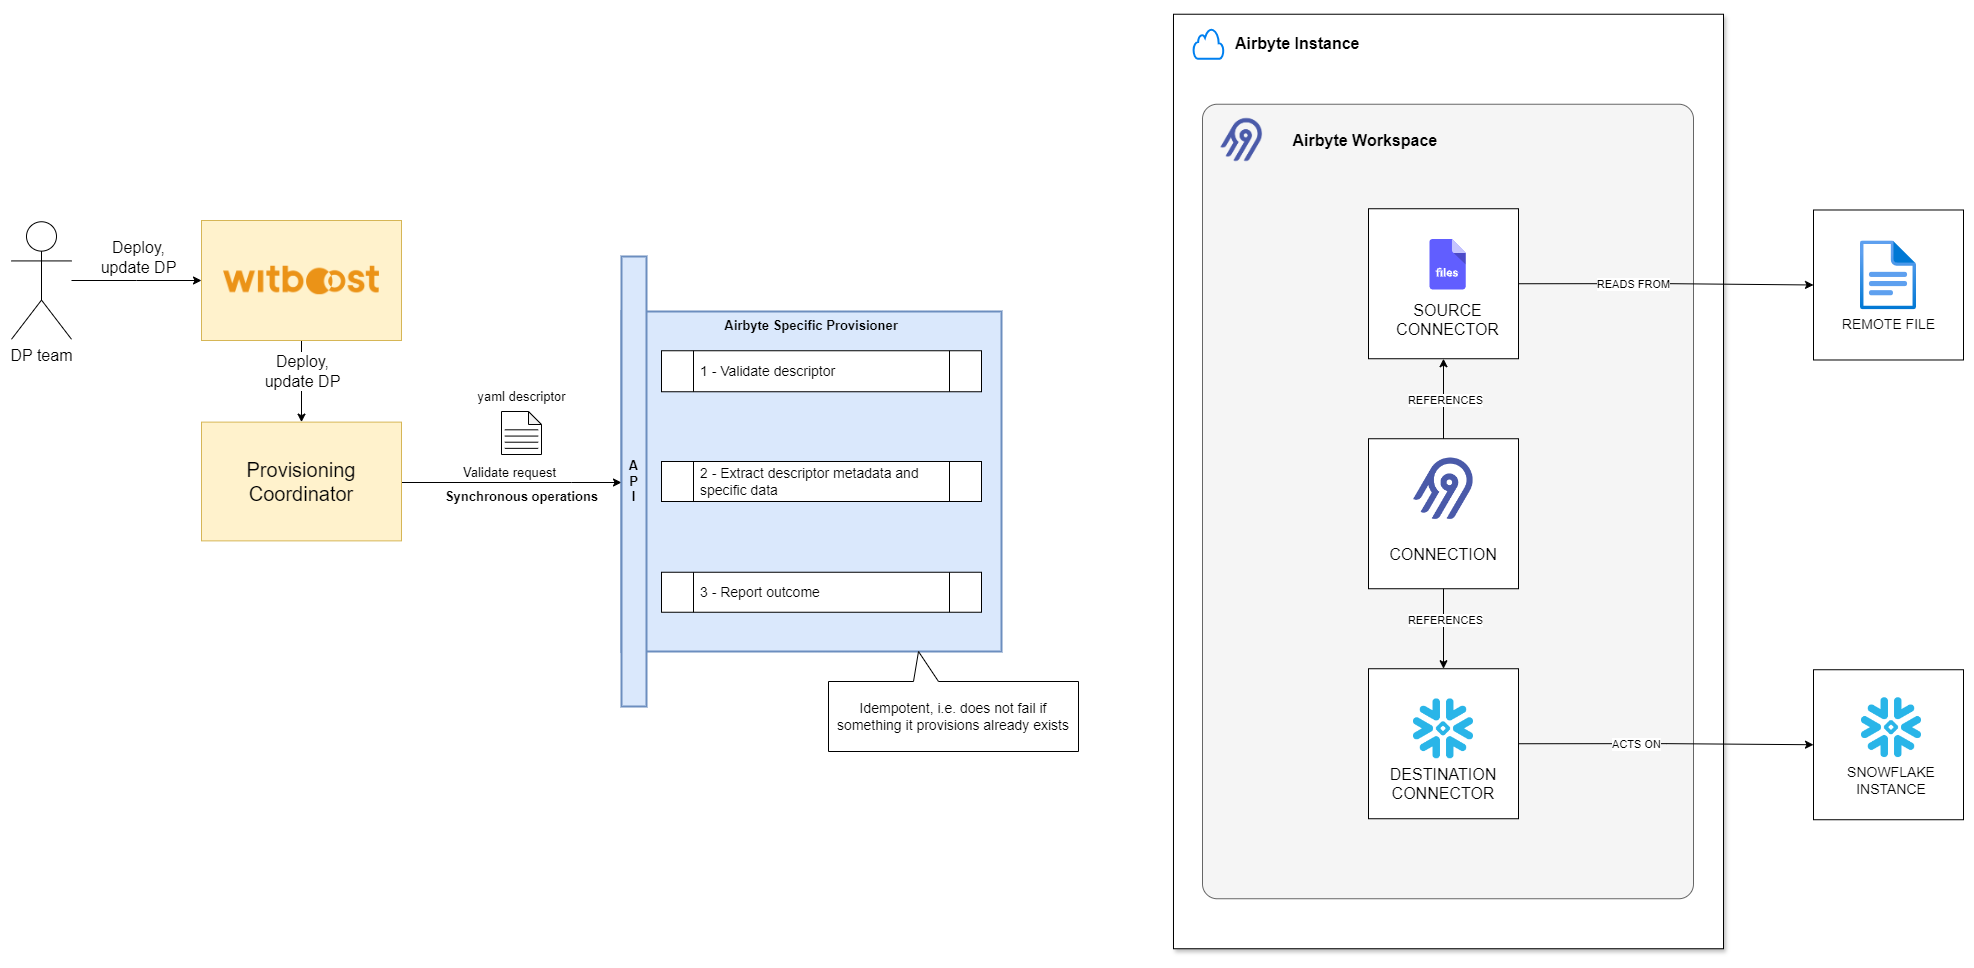 Airbyte Instance
Airbyte Workspace
Deploy,
update DP
witboost
DP team
Deploy,
update DP
Provisioning
Coordinator
yaml descriptor
Validate request
Synchronous operations
A
P
I
Airbyte Specific Provisioner
1 - Validate descriptor
2 - Extract descriptor metadata and
specific data
3 - Report outcome
Idempotent, i.e. does not fail if
something it provisions already exists
files
SOURCE
CONNECTOR
READS FROM
REMOTE FILE
REFERENCES
CONNECTION
REFERENCES
DESTINATION
CONNECTOR
ACTS ON
SNOWFLAKE
INSTANCE